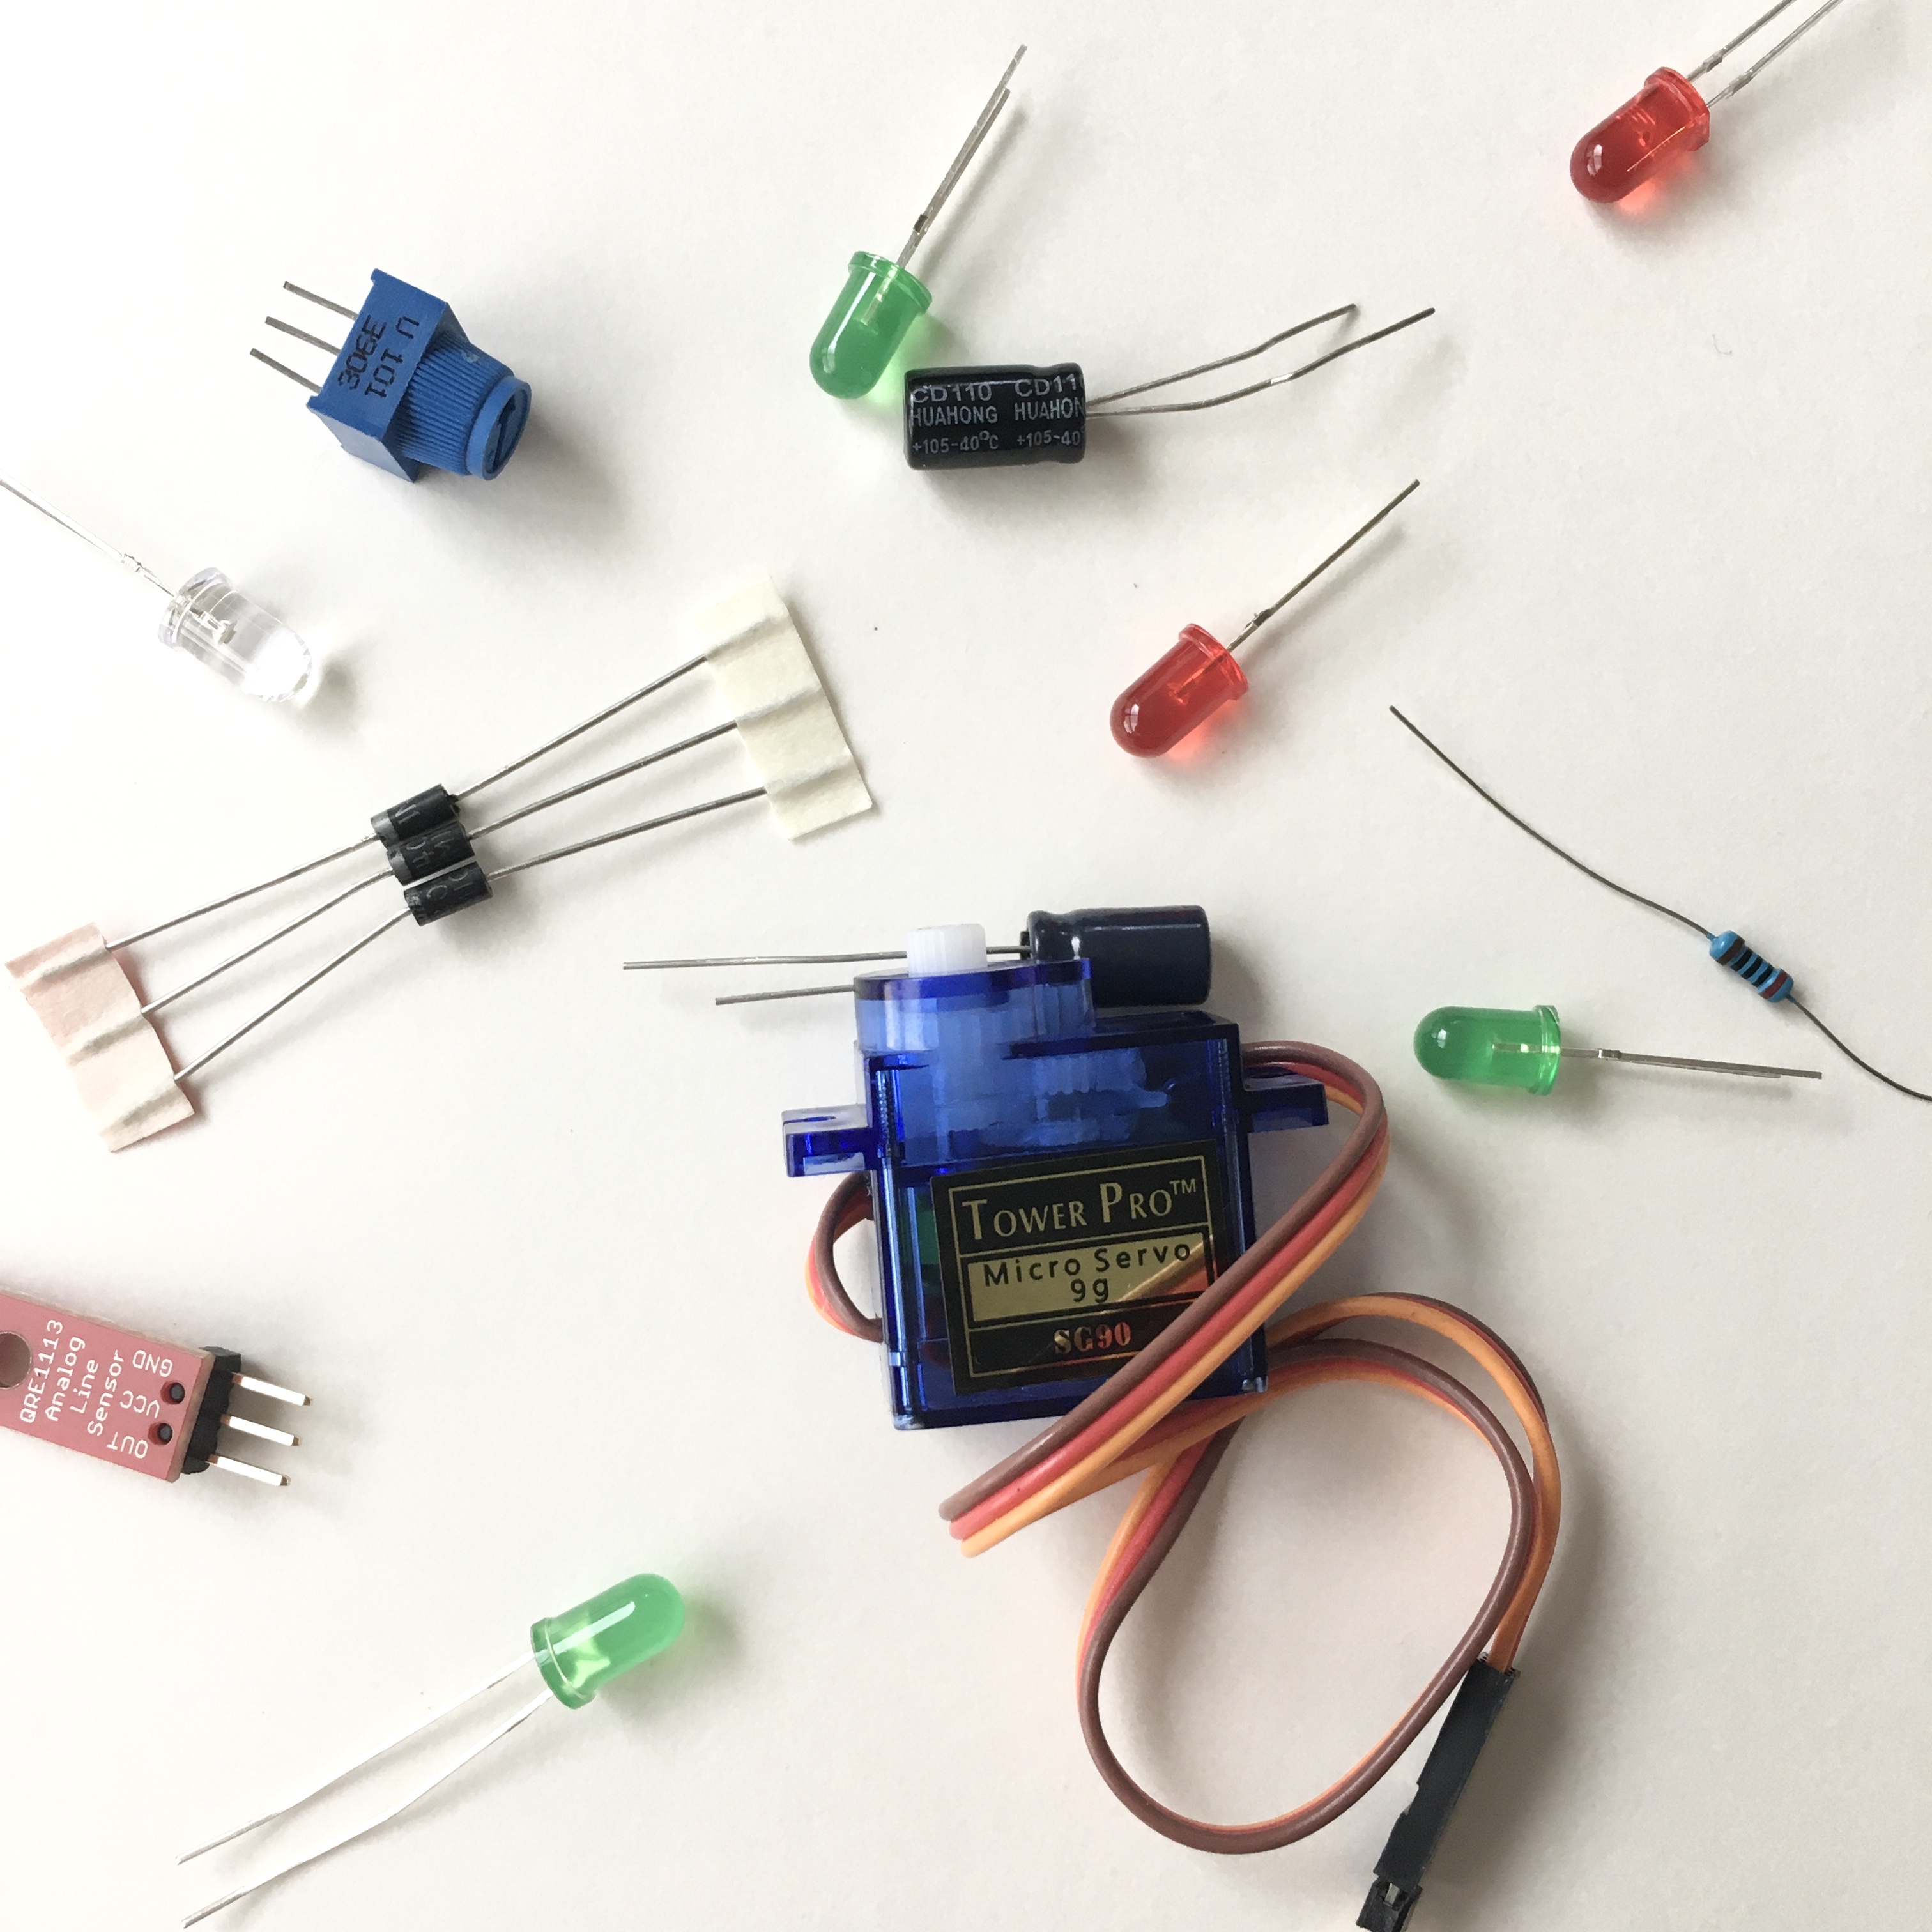 306E
U 101
CD110 CD11
HUAHONG HUAHON
+105-40°C +105-40
TOWER PRO™
Micro Servo
9g
SG90
QRE1113
Analog
Line
Sensor
GND
VCC
OUT